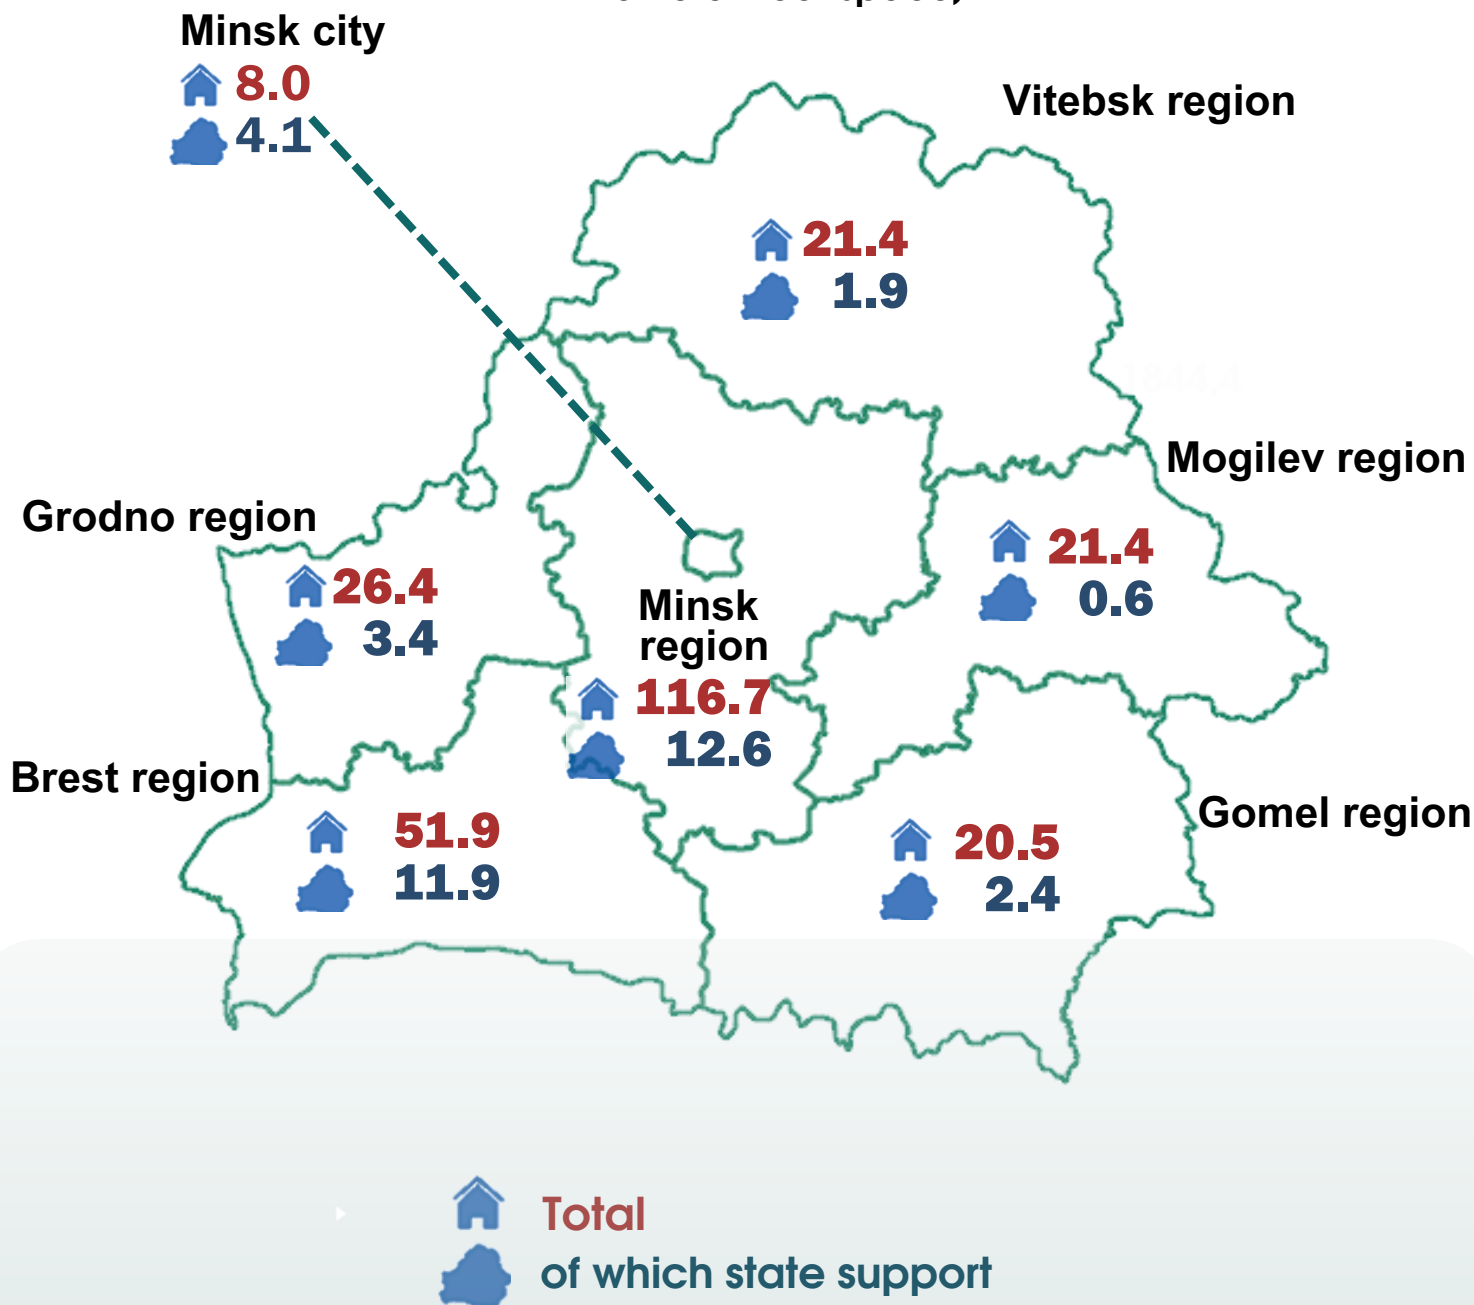 Minsk city
8.0
4.1
Vitebsk region
21.4
1.9
1844,4
Mogilev region
21.4
0.6
Grodno region
26.4
3.4
Minsk
region
116.7
12.6
Brest region
51.9
11.9
Gomel region
20.5
2.4
Total
of which state support